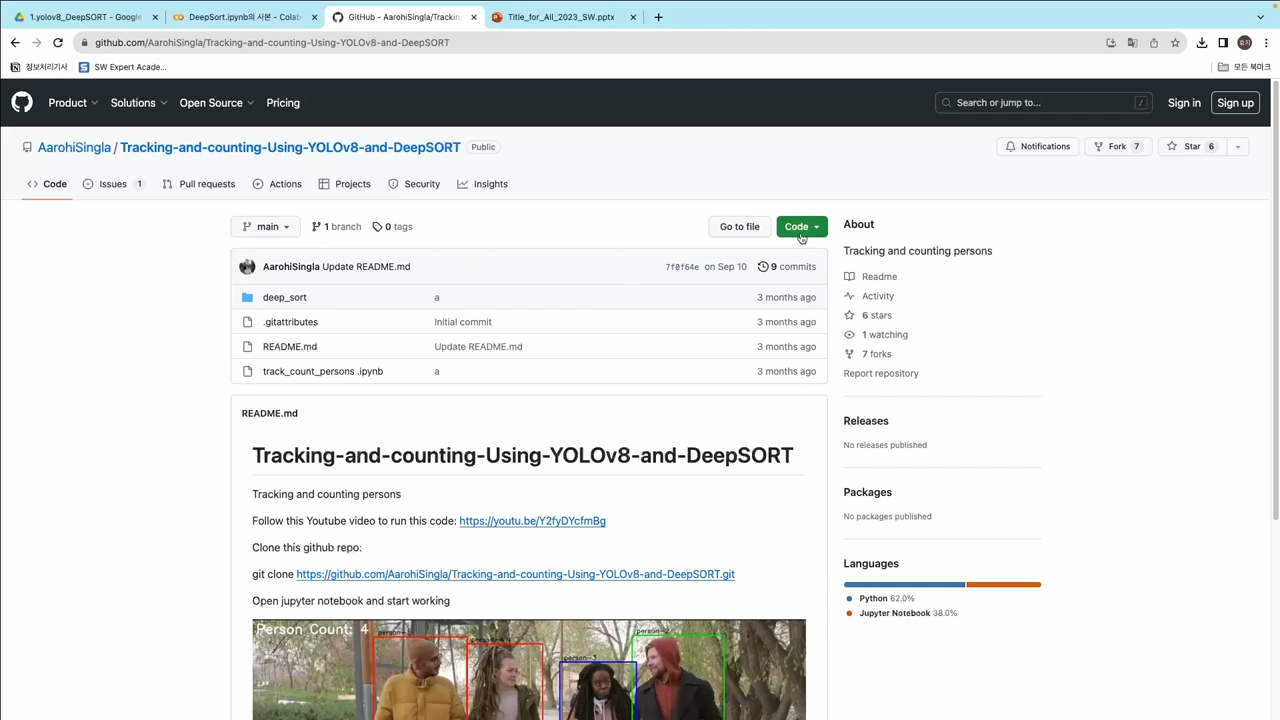 1.yolov8_DeepSORT - Google
DeepSort.ipynb의 사본 - Colab
GitHub - AarohiSingla/Tracking
Title_for_All_2023_SW.pptx
github.com/AarohiSingla/Tracking-and-counting-Using-YOLOv8-and-DeepSORT
정보처리기사
SW Expert Acade...
모든 북마크
Product
Solutions
Open Source
Pricing
Search or jump to...
/
Sign in
Sign up
AarohiSingla / Tracking-and-counting-Using-YOLOv8-and-DeepSORT
Public
Notifications
Fork 7
Star 6
Code
Issues 1
Pull requests
Actions
Projects
Security
Insights
main
1 branch
0 tags
Go to file
Code
AarohiSingla Update README.md
7f0f64e on Sep 10
9 commits
deep_sort a 3 months ago
.gitattributes Initial commit 3 months ago
README.md Update README.md 3 months ago
track_count_persons .ipynb a 3 months ago
README.md
Tracking-and-counting-Using-YOLOv8-and-DeepSORT
Tracking and counting persons
Follow this Youtube video to run this code: https://youtu.be/Y2fyDYcfmBg
Clone this github repo:
git clone https://github.com/AarohiSingla/Tracking-and-counting-Using-YOLOv8-and-DeepSORT.git
Open jupyter notebook and start working
Person Count: 4
person-2
person-3
About
Tracking and counting persons
Readme
Activity
6 stars
1 watching
7 forks
Report repository
Releases
No releases published
Packages
No packages published
Languages
Python 62.0%
Jupyter Notebook 38.0%